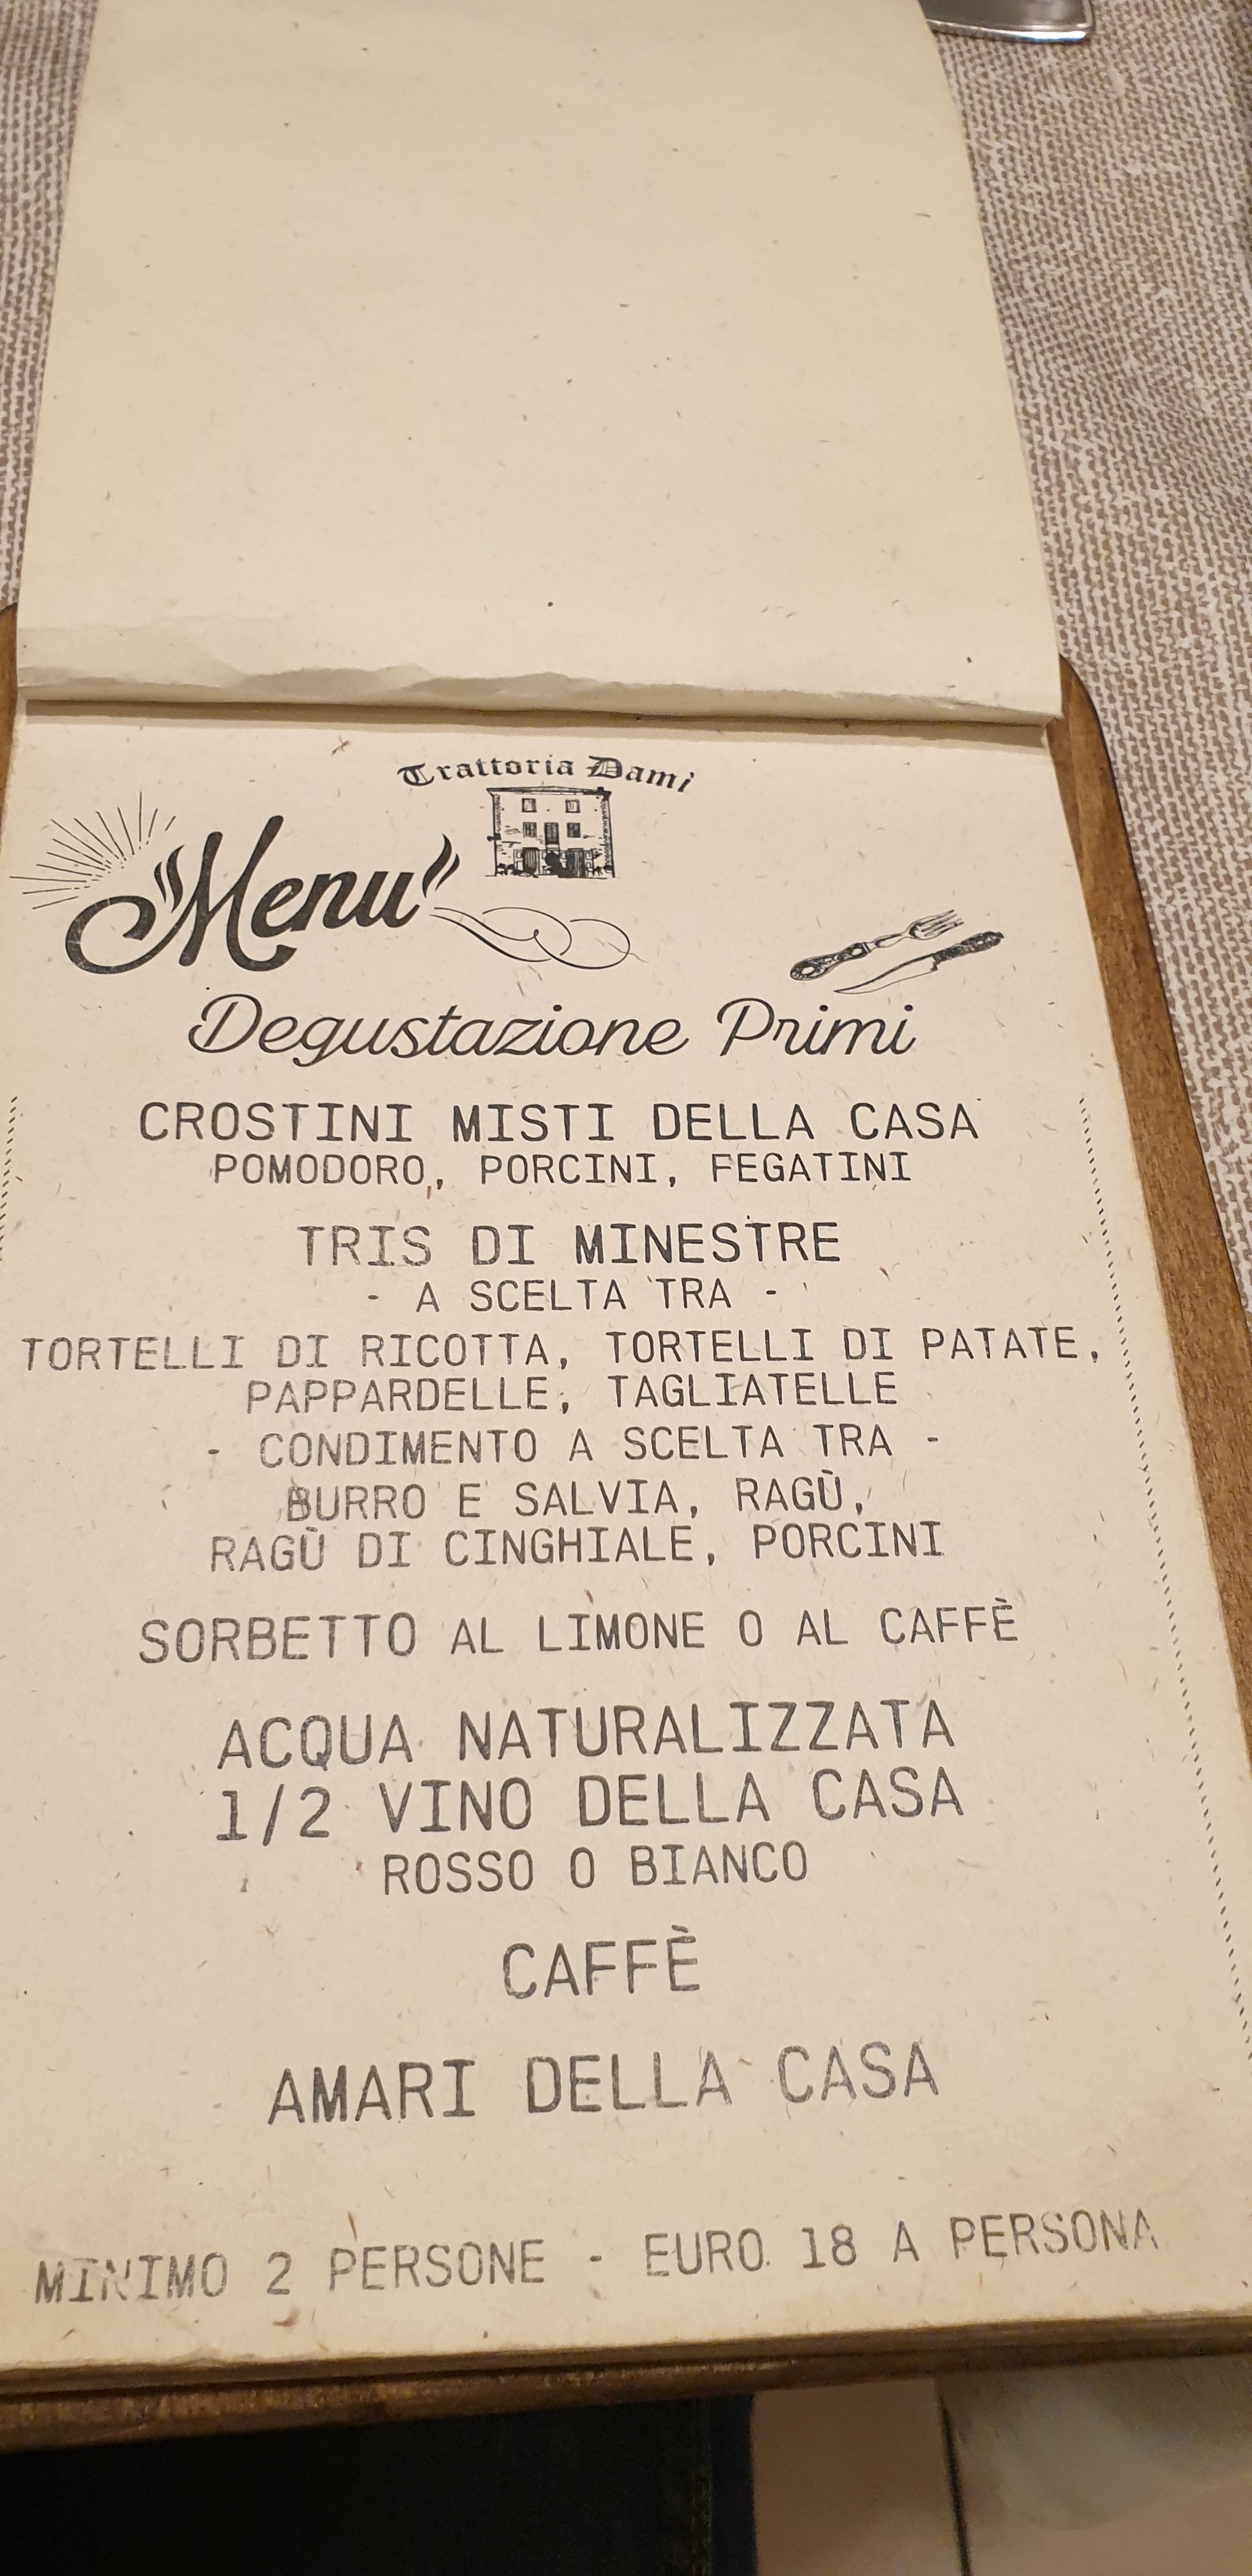 Trattoria Dami
Menu
Degustazione Primi
CROSTINI MISTI DELLA CASA
POMODORO, PORCINI, FEGATINI
TRIS DI MINESTRE
- A SCELTA TRA -
TORTELLI DI RICOTTA, TORTELLI DI PATATE,
PAPPARDELLE, TAGLIATELLE
- CONDIMENTO A SCELTA TRA -
BURRO E SALVIA, RAGÙ,
RAGÙ DI CINGHIALE, PORCINI
SORBETTO AL LIMONE O AL CAFFÈ
ACQUA NATURALIZZATA
1/2 VINO DELLA CASA
ROSSO O BIANCO
CAFFÈ
AMARI DELLA CASA
MINIMO 2 PERSONE - EURO 18 A PERSONA